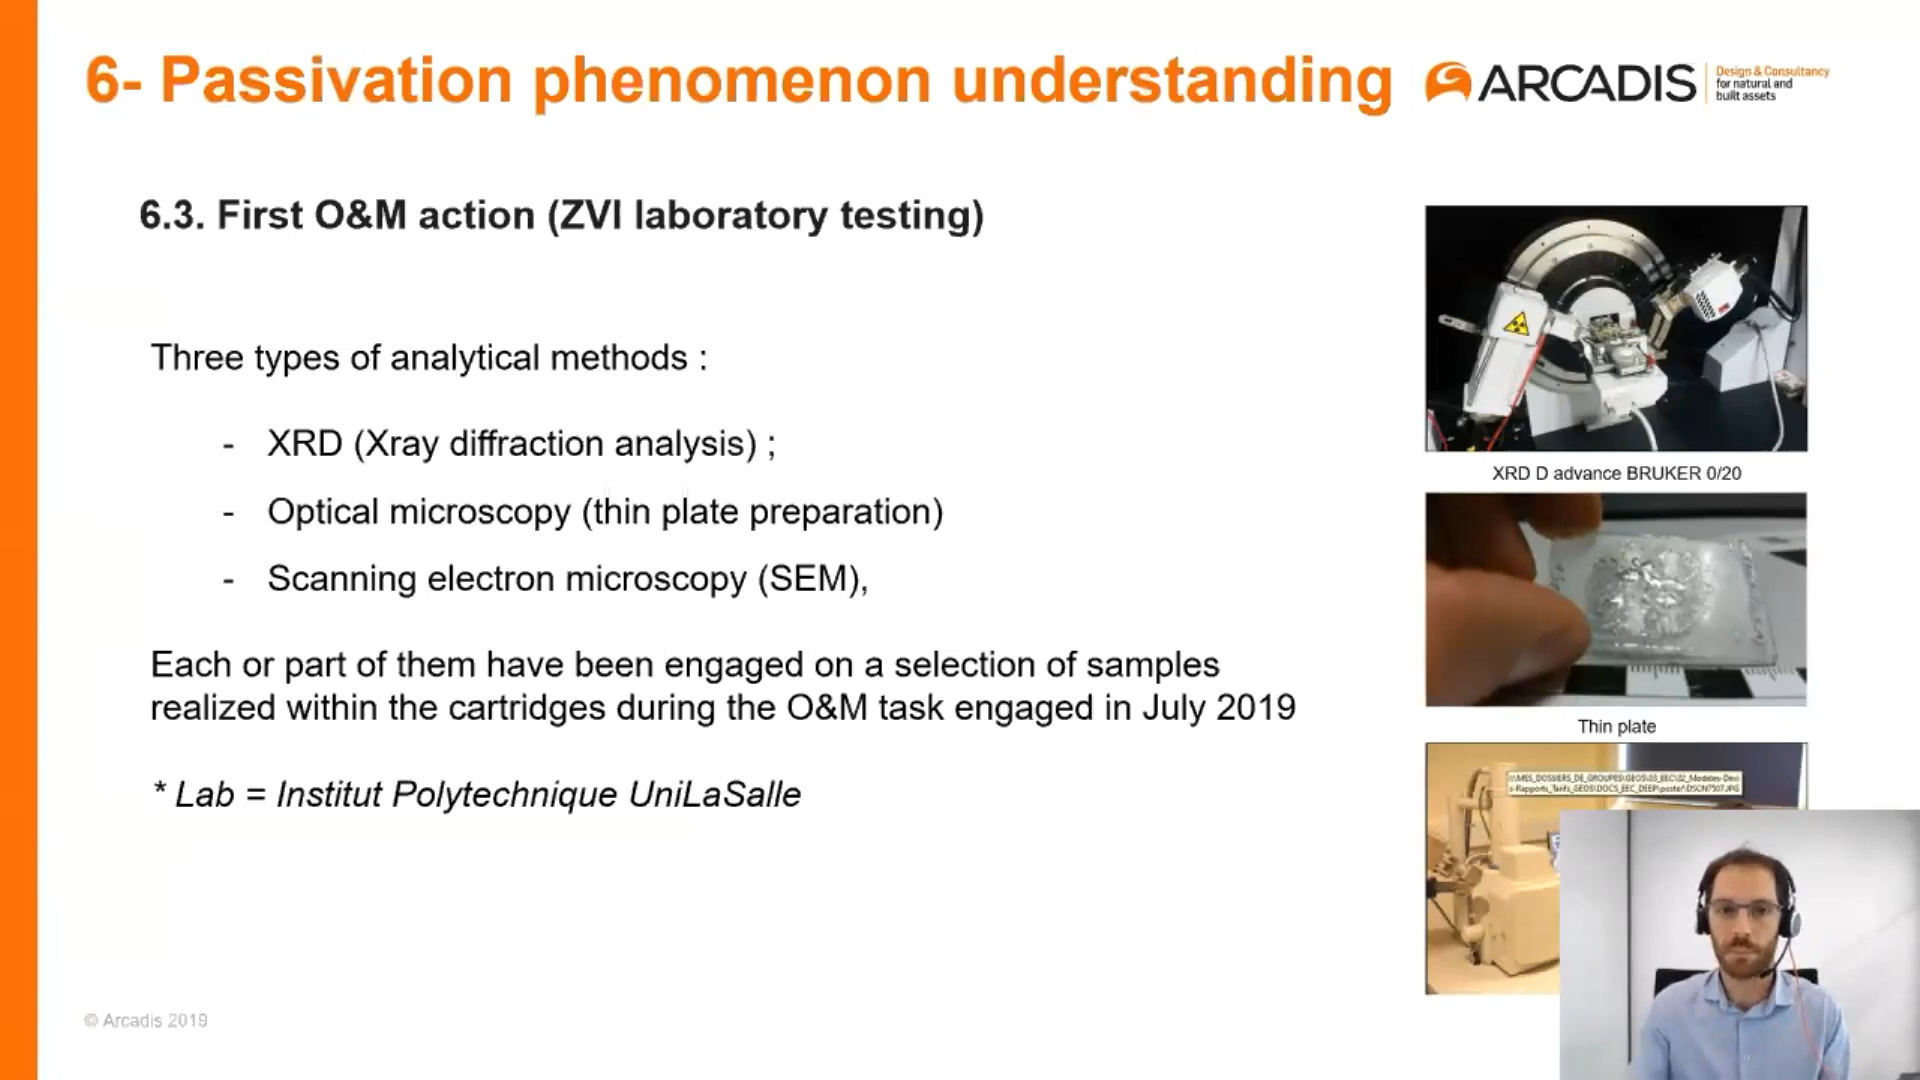 6- Passivation phenomenon understanding
ARCADIS
Design & Consultancy
for natural and
built assets
6.3. First O&M action (ZVI laboratory testing)
Three types of analytical methods :
- XRD (Xray diffraction analysis) ;
- Optical microscopy (thin plate preparation)
- Scanning electron microscopy (SEM),
Each or part of them have been engaged on a selection of samples
realized within the cartridges during the O&M task engaged in July 2019
* Lab = Institut Polytechnique UniLaSalle
XRD D advance BRUKER 0/20
Thin plate
© Arcadis 2019